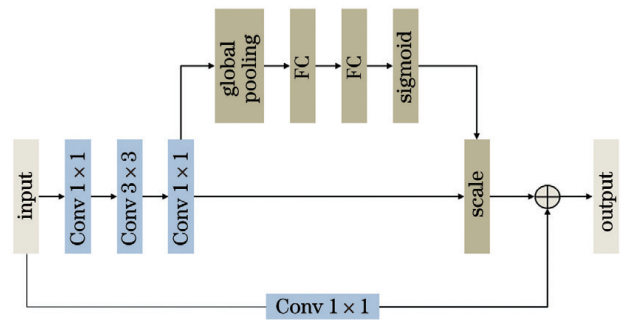 global
pooling
FC
FC
sigmoid
input
Conv 1 × 1
Conv 3 × 3
Conv 1 × 1
scale
output
Conv 1 × 1